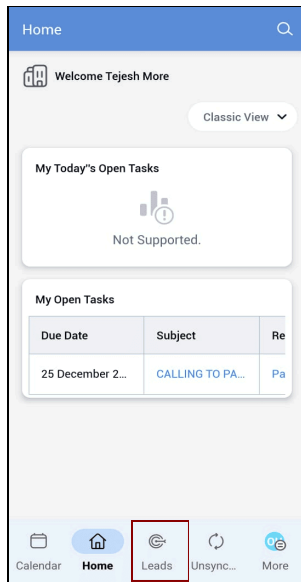 Home
Welcome Tejesh More
Classic View
My Today"s Open Tasks
Not Supported.
My Open Tasks
Due Date Subject Re
25 December 2... CALLING TO PA... Pa
Calendar Home Leads Unsync... More